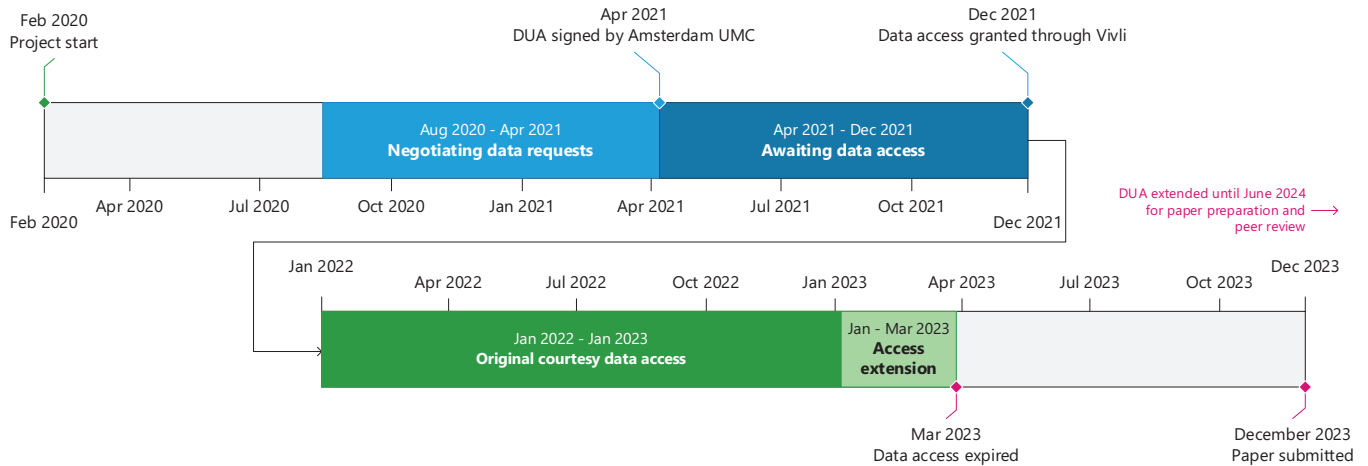 Feb 2020
Project start
Apr 2021
DUA signed by Amsterdam UMC
Dec 2021
Data access granted through Vivli
Aug 2020 - Apr 2021
Negotiating data requests
Apr 2021 - Dec 2021
Awaiting data access
Feb 2020
Apr 2020
Jul 2020
Oct 2020
Jan 2021
Apr 2021
Jul 2021
Oct 2021
Dec 2021
DUA extended until June 2024
for paper preparation and
peer review
Jan 2022
Apr 2022
Jul 2022
Oct 2022
Jan 2023
Apr 2023
Jul 2023
Oct 2023
Dec 2023
Jan 2022 - Jan 2023
Original courtesy data access
Jan - Mar 2023
Access
extension
Mar 2023
Data access expired
December 2023
Paper submitted